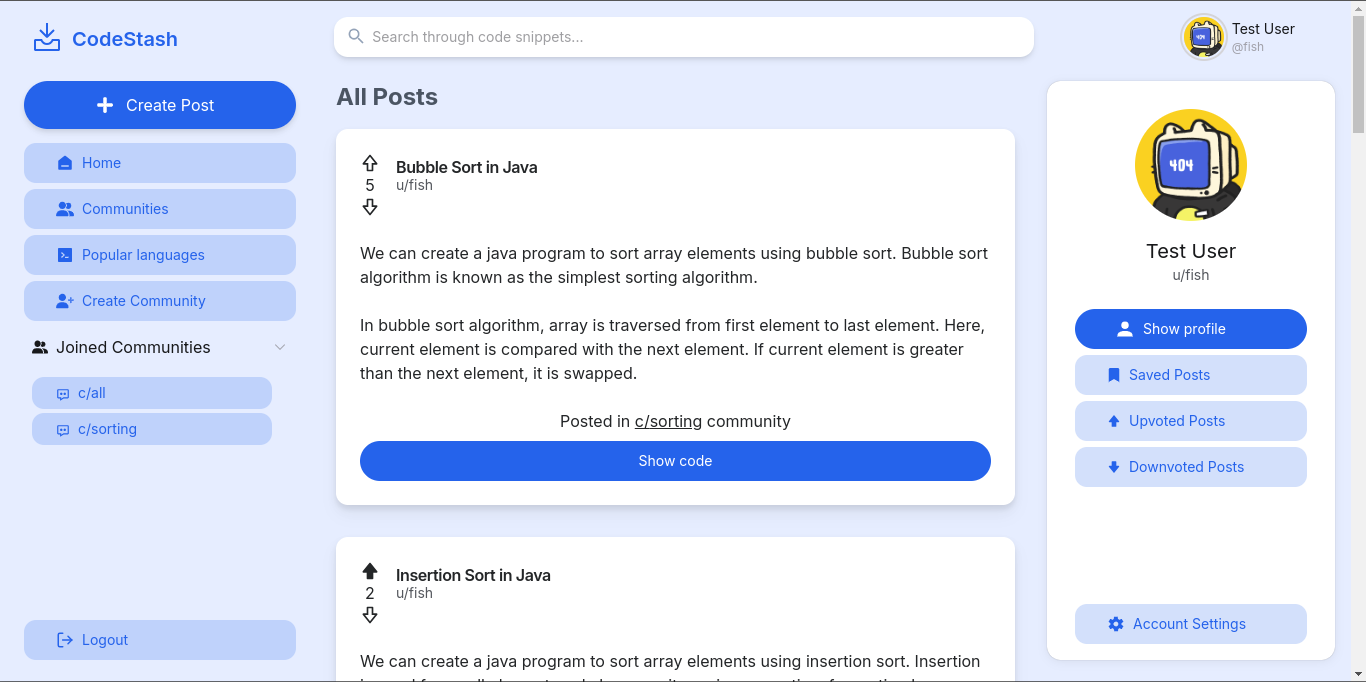 CodeStash
Search through code snippets...
Test User
@fish
Create Post
Home
Communities
Popular languages
Create Community
Joined Communities
c/all
c/sorting
Logout
All Posts
Bubble Sort in Java
5
u/fish
We can create a java program to sort array elements using bubble sort. Bubble sort
algorithm is known as the simplest sorting algorithm.
In bubble sort algorithm, array is traversed from first element to last element. Here,
current element is compared with the next element. If current element is greater
than the next element, it is swapped.
Posted in c/sorting community
Show code
Insertion Sort in Java
2
u/fish
We can create a java program to sort array elements using insertion sort. Insertion
404
Test User
u/fish
Show profile
Saved Posts
Upvoted Posts
Downvoted Posts
Account Settings